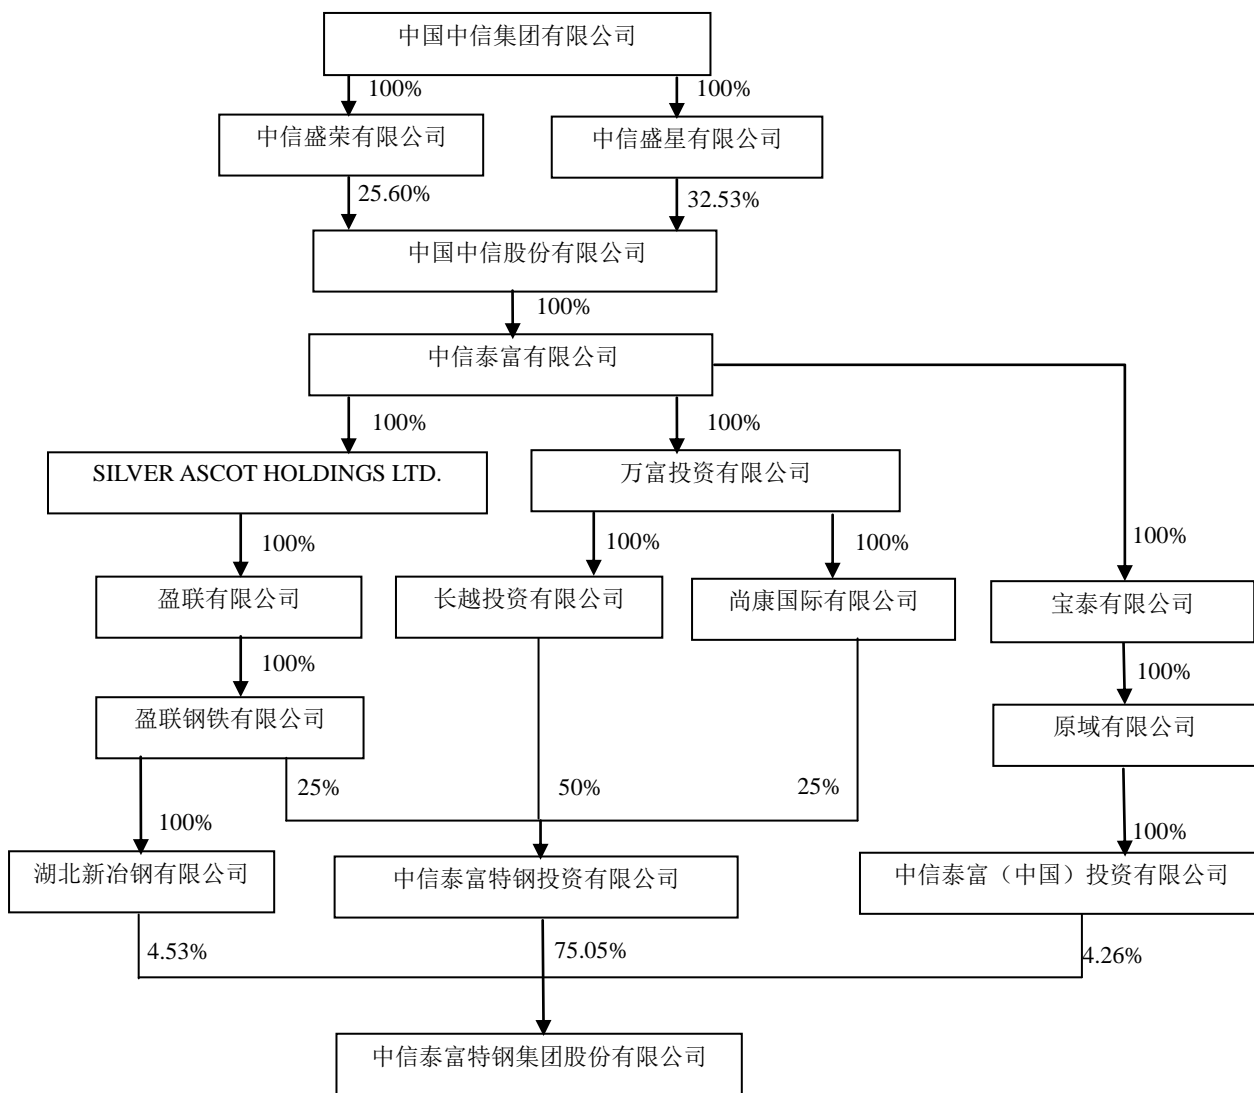 中国中信集团有限公司
100%
100%
中信盛荣有限公司
中信盛星有限公司
25.60%
32.53%
中国中信股份有限公司
100%
中信泰富有限公司
100%
100%
SILVER ASCOT HOLDINGS LTD.
万富投资有限公司
100%
100%
100%
100%
盈联有限公司
长越投资有限公司
尚康国际有限公司
宝泰有限公司
100%
100%
盈联钢铁有限公司
原域有限公司
25%
50%
25%
100%
100%
湖北新冶钢有限公司
中信泰富特钢投资有限公司
中信泰富（中国）投资有限公司
4.53%
75.05%
4.26%
中信泰富特钢集团股份有限公司